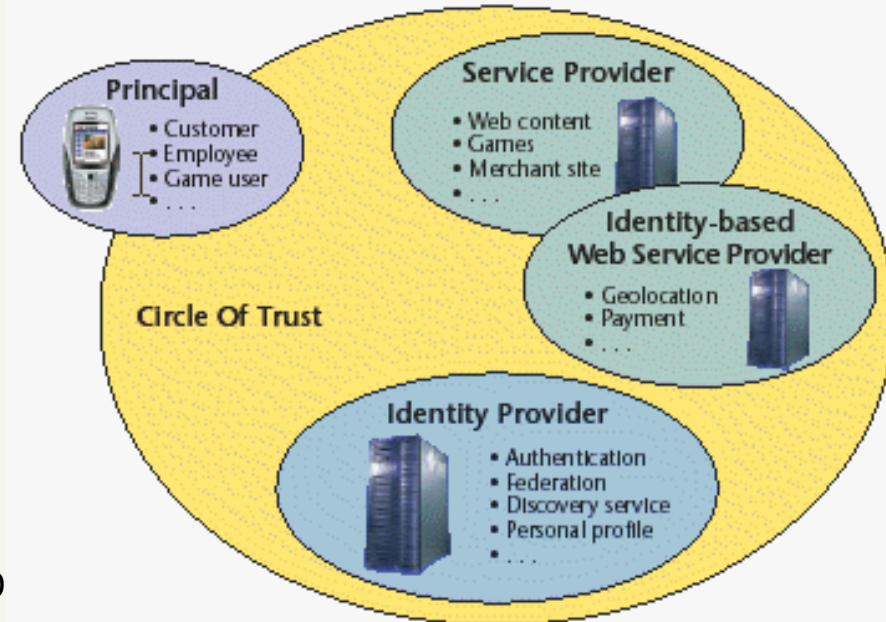 Principal
• Customer
• Employee
• Game user
• . . .
Service Provider
• Web content
• Games
• Merchant site
• . . .
Identity-based
Web Service Provider
• Geolocation
• Payment
• . . .
Circle Of Trust
Identity Provider
• Authentication
• Federation
• Discovery service
• Personal profile
• . . .